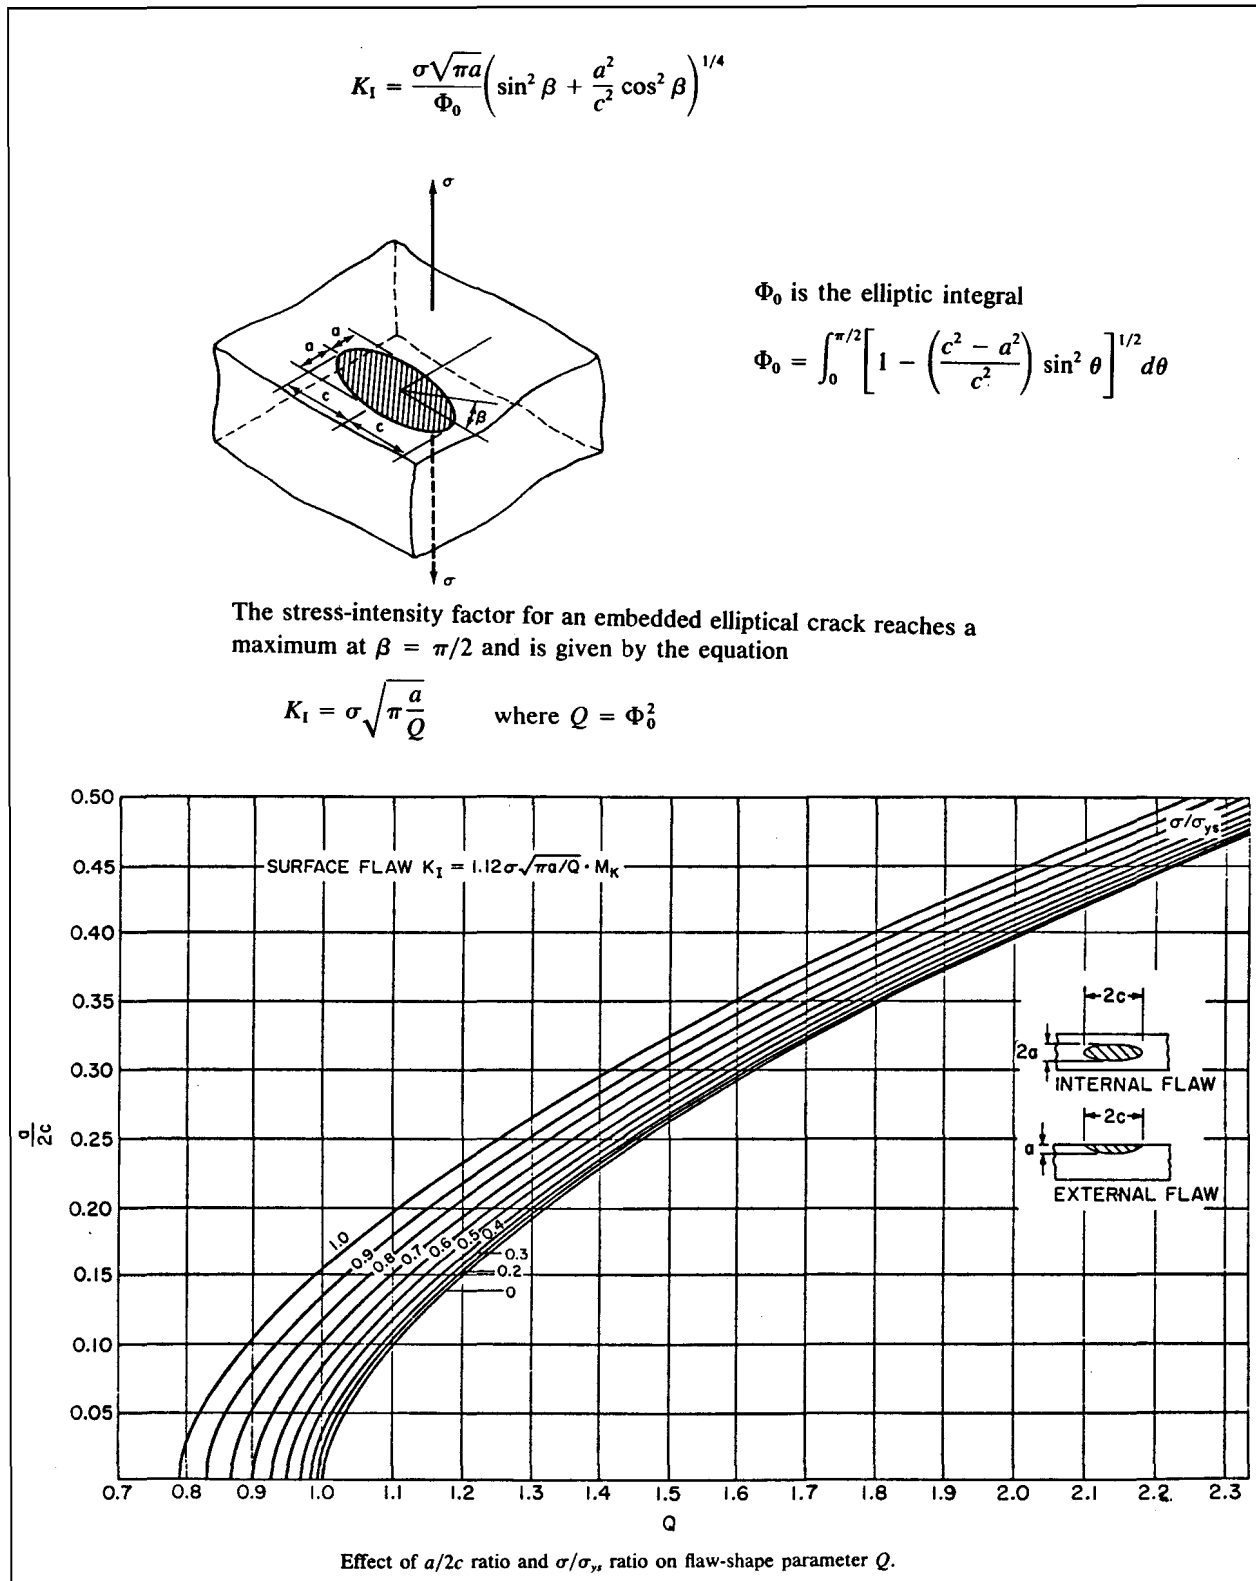 K_I = σ√(πa)/Φ₀ (sin² β + a²/c² cos² β)^1/4
σ
a
a
c
c
β
σ
Φ₀ is the elliptic integral
Φ₀ = ∫₀^π/2 [1 − ((c² − a²)/c²) sin² θ]^1/2 dθ
The stress-intensity factor for an embedded elliptical crack reaches a
maximum at β = π/2 and is given by the equation
K_I = σ√(π a/Q) where Q = Φ₀²
0.50
0.45
0.40
0.35
0.30
0.25
0.20
0.15
0.10
0.05
a/2c
SURFACE FLAW K_I = 1.12σ√(πa/Q) · M_K
σ/σ_ys
2c
2a
INTERNAL FLAW
2c
a
EXTERNAL FLAW
1.0
0.9
0.8
0.7
0.6
0.5
0.4
0.3
0.2
0
0.7 0.8 0.9 1.0 1.1 1.2 1.3 1.4 1.5 1.6 1.7 1.8 1.9 2.0 2.1 2.2 2.3
Q
Effect of a/2c ratio and σ/σ_ys ratio on flaw-shape parameter Q.